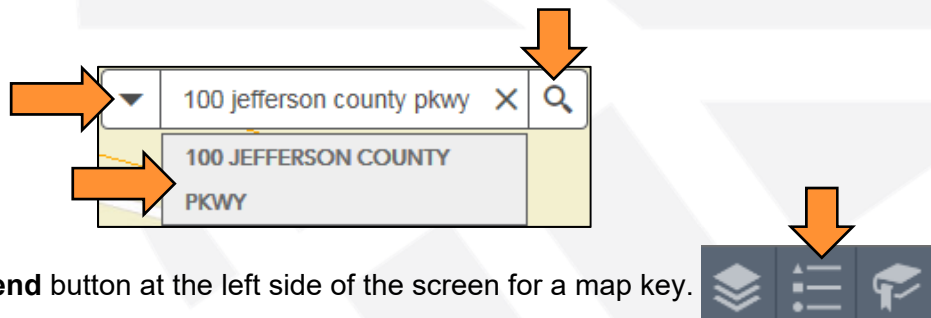 100 jefferson county pkwy
100 JEFFERSON COUNTY
PKWY
end button at the left side of the screen for a map key.